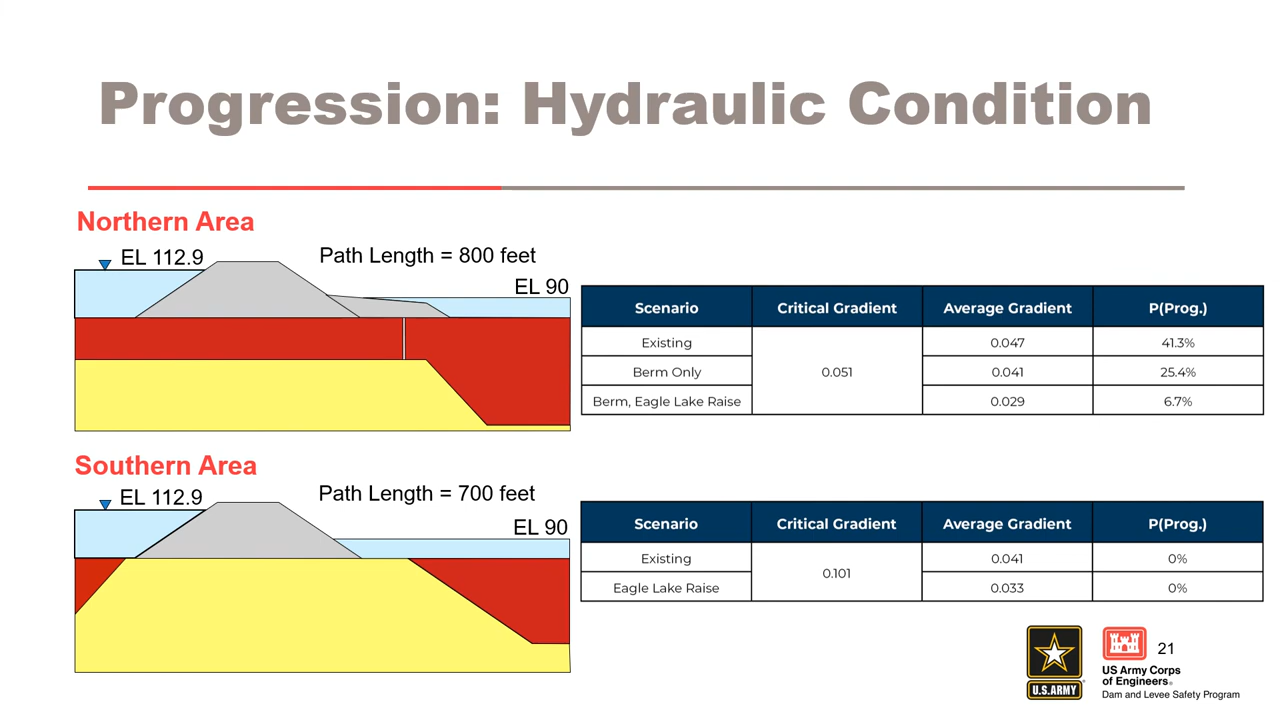 Progression: Hydraulic Condition
Northern Area
EL 112.9
Path Length = 800 feet
EL 90
Scenario Critical Gradient Average Gradient P(Prog.)
Existing 0.051 0.047 41.3%
Berm Only 0.041 25.4%
Berm, Eagle Lake Raise 0.029 6.7%
Southern Area
EL 112.9
Path Length = 700 feet
EL 90
Scenario Critical Gradient Average Gradient P(Prog.)
Existing 0.101 0.041 0%
Eagle Lake Raise 0.033 0%
U.S.ARMY
21
US Army Corps
of Engineers®
Dam and Levee Safety Program